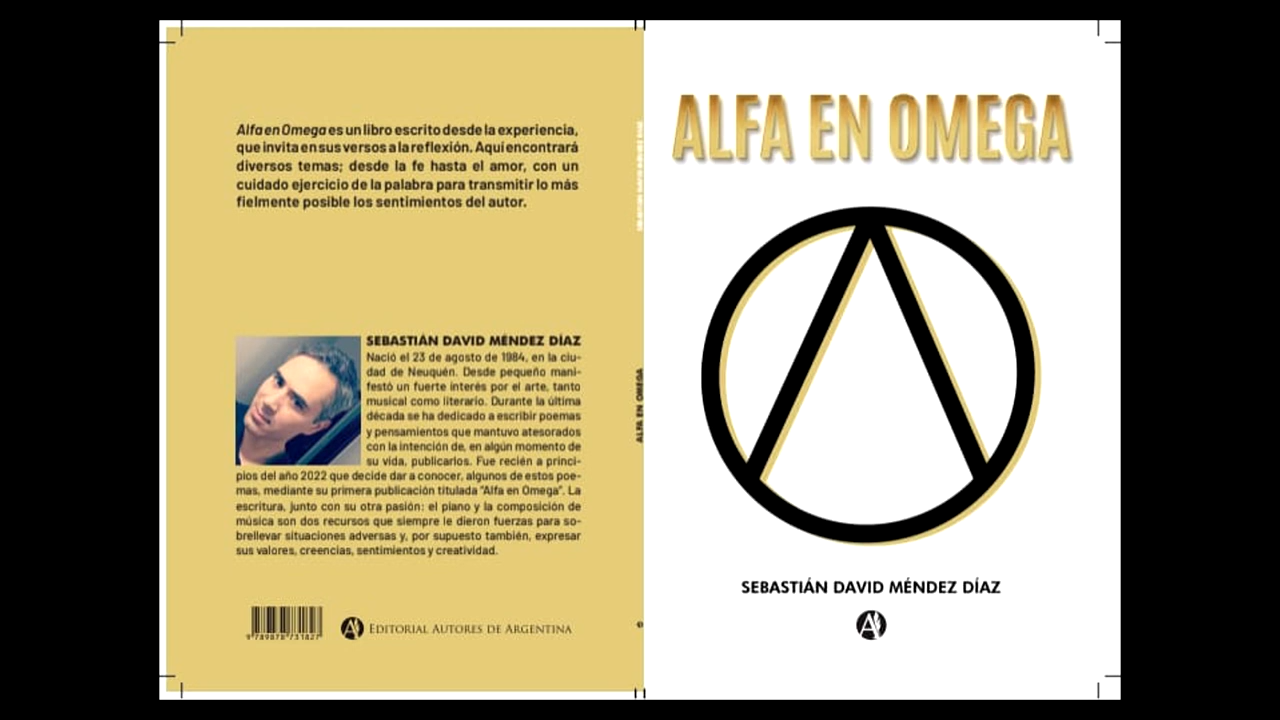 Alfa en Omega es un libro escrito desde la experiencia,
que invita en sus versos a la reflexión. Aquí encontrará
diversos temas; desde la fe hasta el amor, con un
cuidado ejercicio de la palabra para transmitir lo más
fielmente posible los sentimientos del autor.
SEBASTIÁN DAVID MÉNDEZ DÍAZ
Nació el 23 de agosto de 1984, en la ciu-
dad de Neuquén. Desde pequeño mani-
festó un fuerte interés por el arte, tanto
musical como literario. Durante la última
década se ha dedicado a escribir poemas
y pensamientos que mantuvo atesorados
con la intención de, en algún momento de
su vida, publicarlos. Fue recién a princi-
pios del año 2022 que decide dar a conocer, algunos de estos poe-
mas, mediante su primera publicación titulada "Alfa en Omega". La
escritura, junto con su otra pasión: el piano y la composición de
música son dos recursos que siempre le dieron fuerzas para so-
brellevar situaciones adversas y, por supuesto también, expresar
sus valores, creencias, sentimientos y creatividad.
9 789878 731827
EDITORIAL AUTORES DE ARGENTINA
SEBASTIÁN DAVID MÉNDEZ DÍAZ
ALFA EN OMEGA
ALFA EN OMEGA
SEBASTIÁN DAVID MÉNDEZ DÍAZ